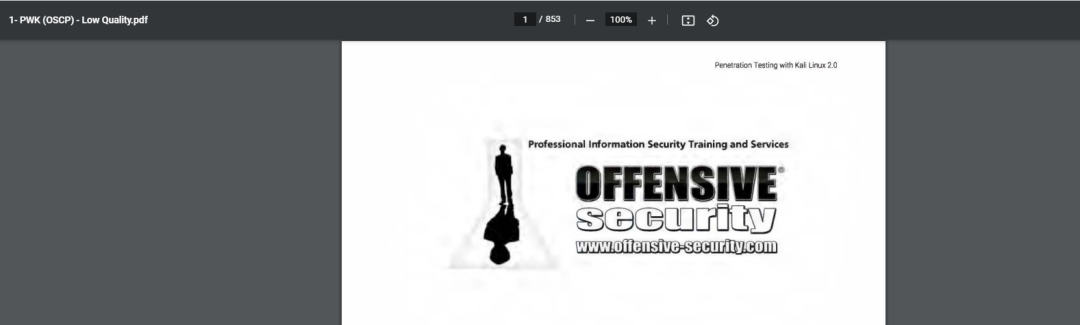 1- PWK (OSCP) - Low Quality.pdf
1 / 853 — 100% +
Penetration Testing with Kali Linux 2.0
Professional Information Security Training and Services
OFFENSIVE®
security
www.offensive-security.com